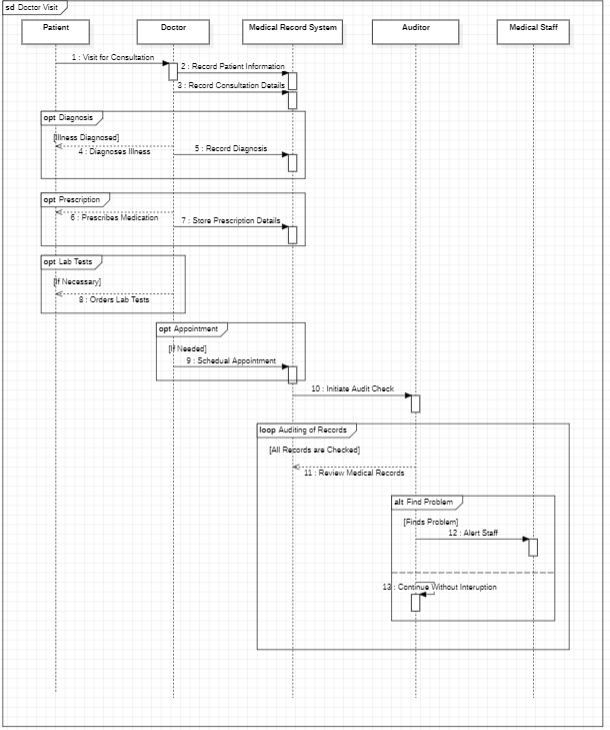 sd Doctor Visit
Patient
Doctor
Medical Record System
Auditor
Medical Staff
1 : Visit for Consultation
2 : Record Patient Information
3 : Record Consultation Details
opt Diagnosis
[Illness Diagnosed]
4 : Diagnoses Illness
5 : Record Diagnosis
opt Prescription
6 : Prescribes Medication
7 : Store Prescription Details
opt Lab Tests
[If Necessary]
8 : Orders Lab Tests
opt Appointment
[If Needed]
9 : Schedual Appointment
10 : Initiate Audit Check
loop Auditing of Records
[All Records are Checked]
11 : Review Medical Records
alt Find Problem
[Finds Problem]
12 : Alert Staff
13 : Continue Without Interuption